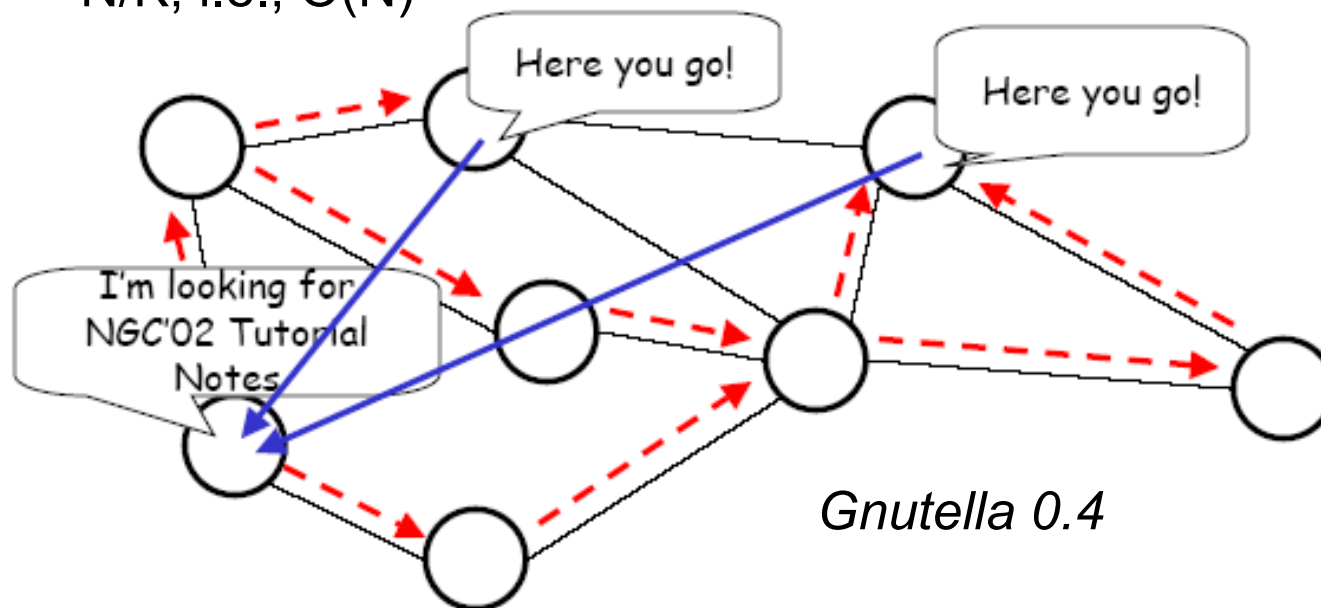 N/K, i.e., O(N)
Here you go!
Here you go!
I'm looking for
NGC'02 Tutorial
Notes
Gnutella 0.4